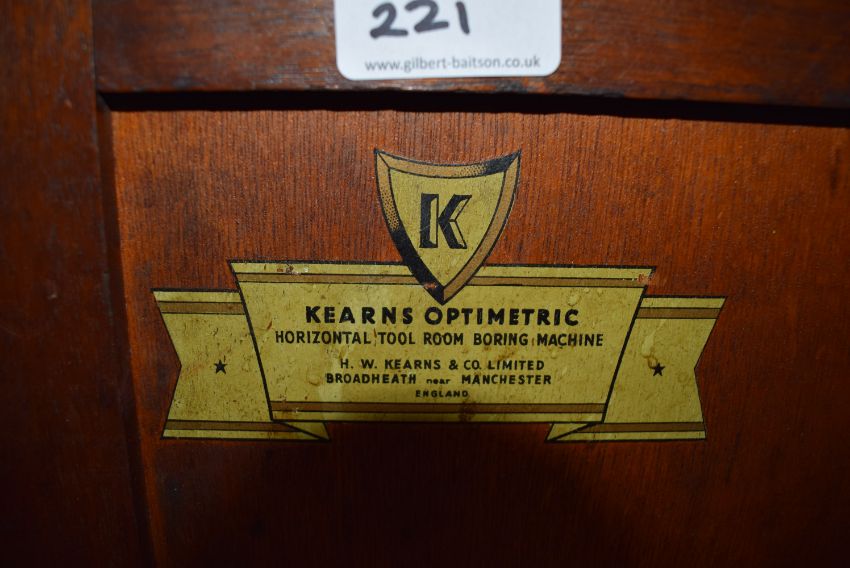 221
www.gilbert-baitson.co.uk
K
KEARNS OPTIMETRIC
HORIZONTAL TOOL ROOM BORING MACHINE
H. W. KEARNS & CO. LIMITED
BROADHEATH near MANCHESTER
ENGLAND